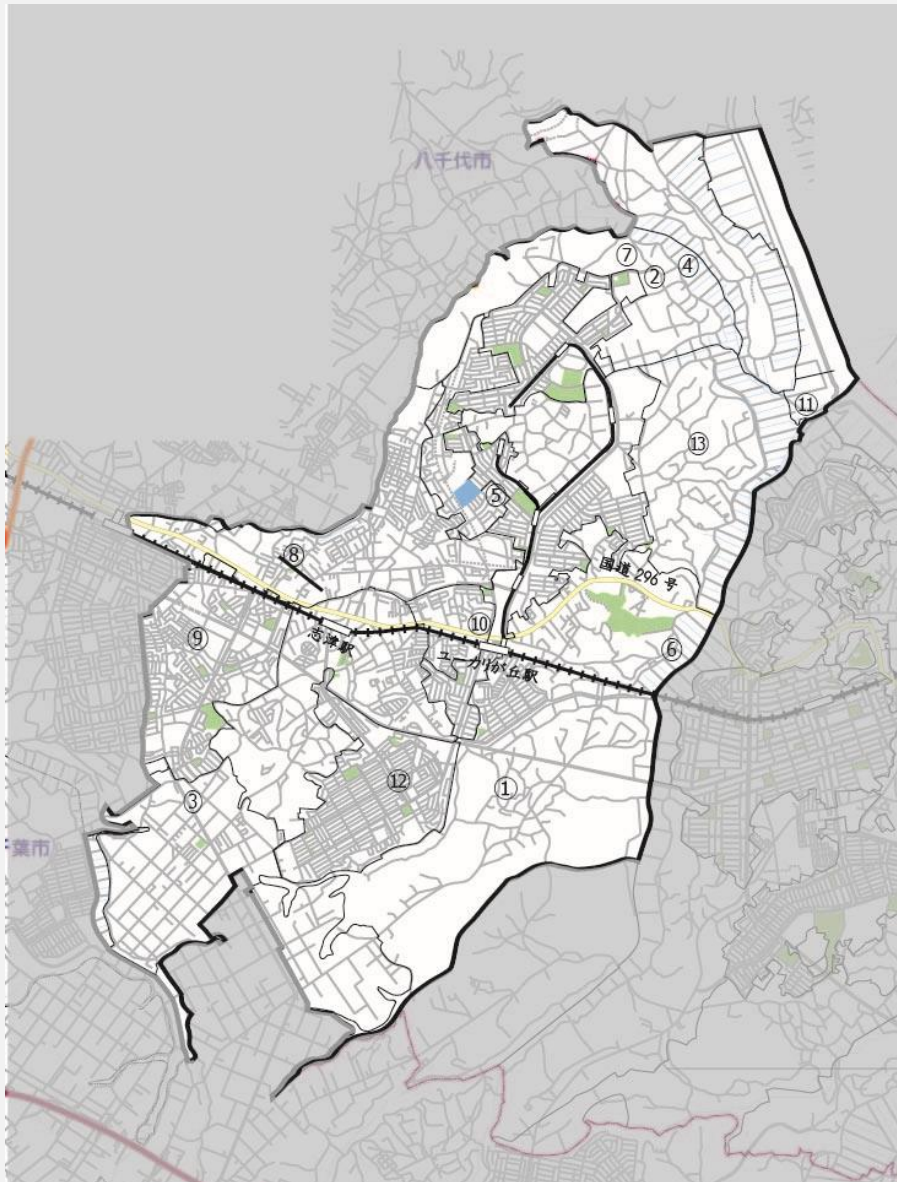 八千代市
⑦
②
④
⑪
⑬
⑤
国道 296 号
⑧
⑩
⑨
志津駅
ユーカリが丘駅
⑥
⑫
①
③
千葉市